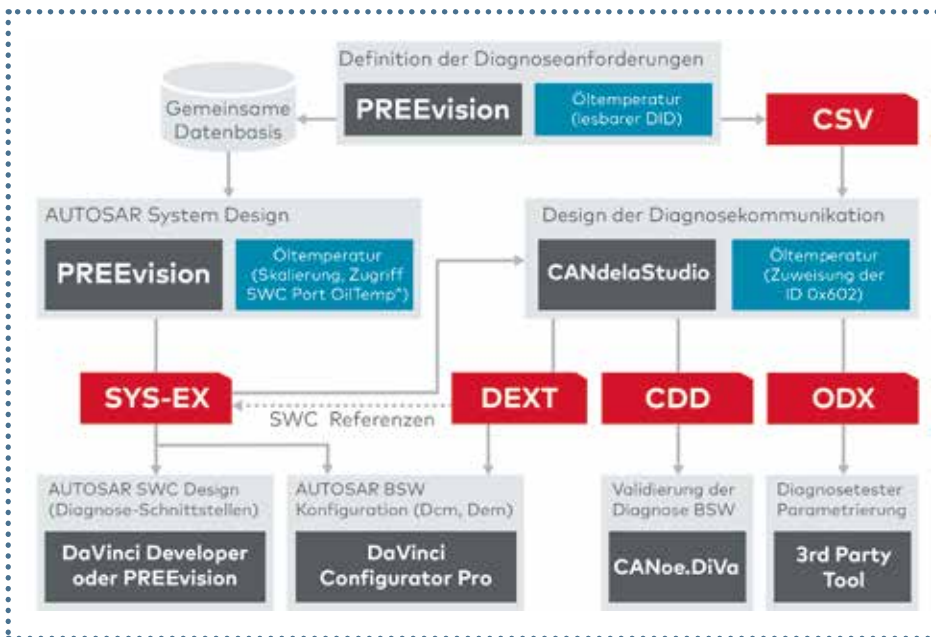 Definition der Diagnoseanforderungen
Gemeinsame
Datenbasis
PREEvision
Öltemperatur
(lesbarer DID)
CSV
AUTOSAR System Design
PREEvision
Öltemperatur
(Skalierung, Zugriff
SWC Port OilTemp*)
Design der Diagnosekommunikation
CANdelaStudio
Öltemperatur
(Zuweisung der
ID 0x602)
SYS-EX
SWC Referenzen
DEXT
CDD
ODX
AUTOSAR SWC Design
(Diagnose-Schnittstellen)
DaVinci Developer
oder PREEvision
AUTOSAR BSW
Konfiguration (Dcm, Dem)
DaVinci
Configurator Pro
Validierung der
Diagnose BSW
CANoe.DiVa
Diagnosetester
Parametrierung
3rd Party
Tool